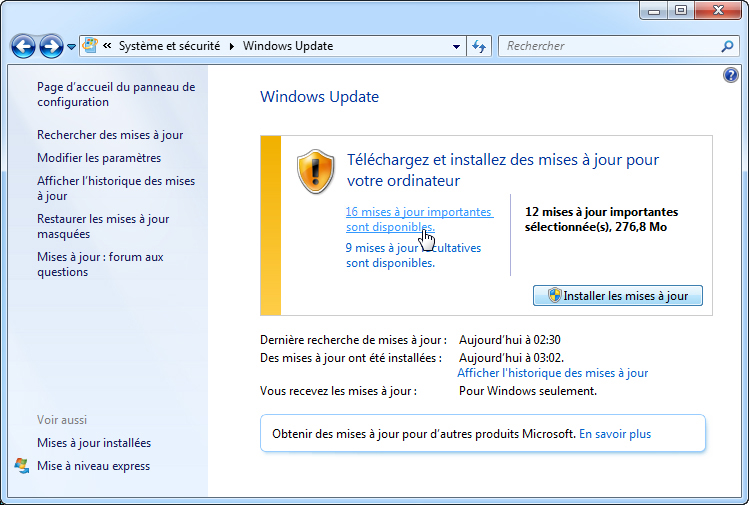 « Système et sécurité ▸ Windows Update
Rechercher
Page d’accueil du panneau de
configuration
Rechercher des mises à jour
Modifier les paramètres
Afficher l’historique des mises
à jour
Restaurer les mises à jour
masquées
Mises à jour : forum aux
questions
Voir aussi
Mises à jour installées
Mise à niveau express
Windows Update
Téléchargez et installez des mises à jour pour
votre ordinateur
16 mises à jour importantes
sont disponibles.
9 mises à jour facultatives
sont disponibles.
12 mises à jour importantes
sélectionnée(s), 276,8 Mo
Installer les mises à jour
Dernière recherche de mises à jour : Aujourd’hui à 02:30
Des mises à jour ont été installées : Aujourd’hui à 03:02.
Afficher l’historique des mises à jour
Vous recevez les mises à jour : Pour Windows seulement.
Obtenir des mises à jour pour d’autres produits Microsoft. En savoir plus